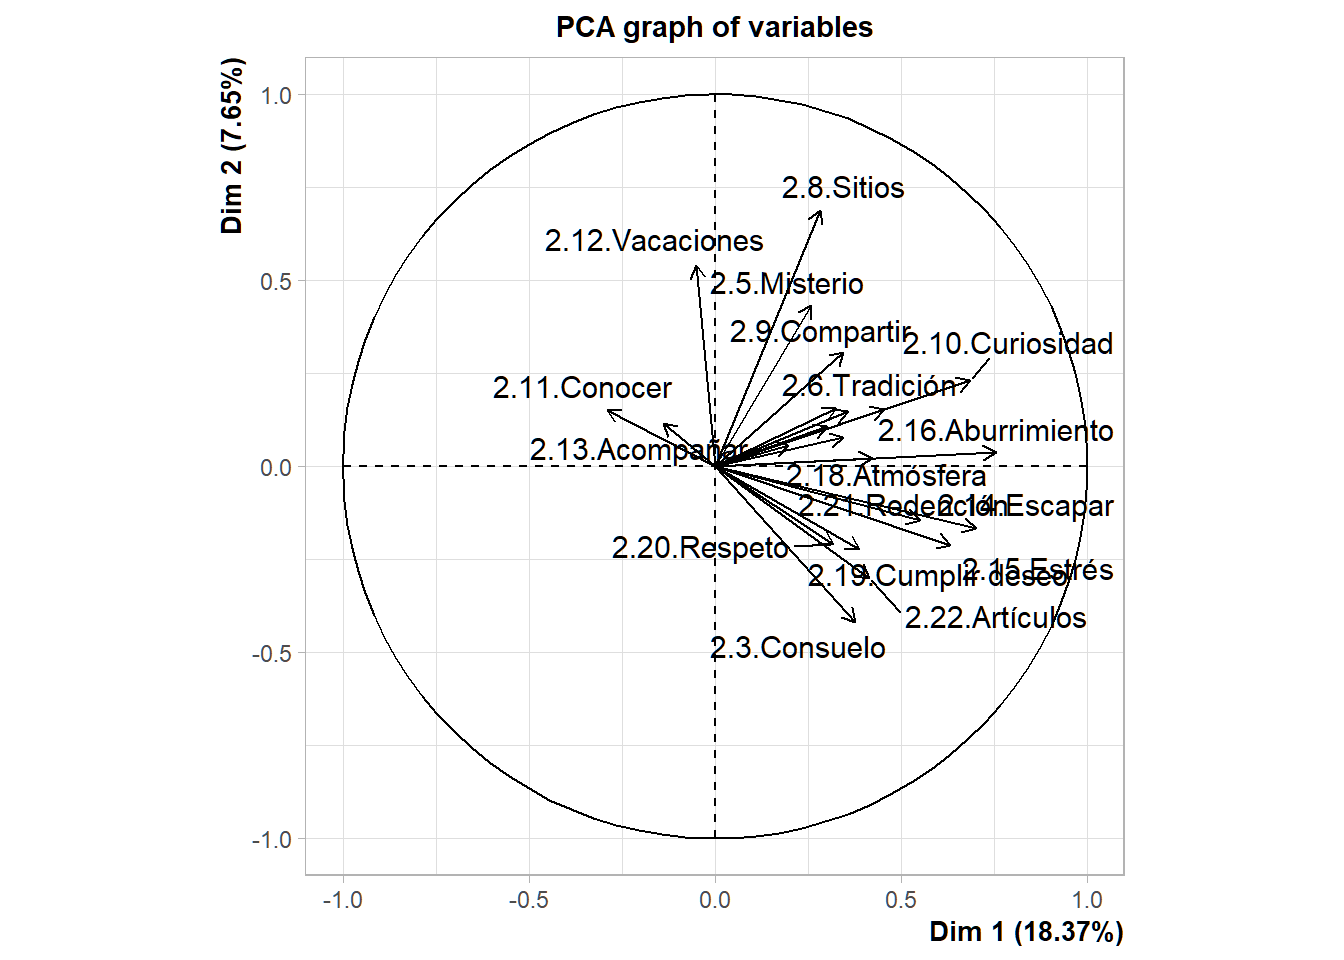 PCA graph of variables
Dim 2 (7.65%)
1.0
0.5
0.0
-0.5
-1.0
2.8.Sitios
2.12.Vacaciones
2.5.Misterio
2.9.Compartir
2.10.Curiosidad
2.6.Tradición
2.11.Conocer
2.16.Aburrimiento
2.13.Acompañar
2.18.Atmósfera
2.21.Redención
2.14.Escapar
2.20.Respeto
2.15.Estrés
2.19.Cumplir deseo
2.22.Artículos
2.3.Consuelo
-1.0
-0.5
0.0
0.5
1.0
Dim 1 (18.37%)